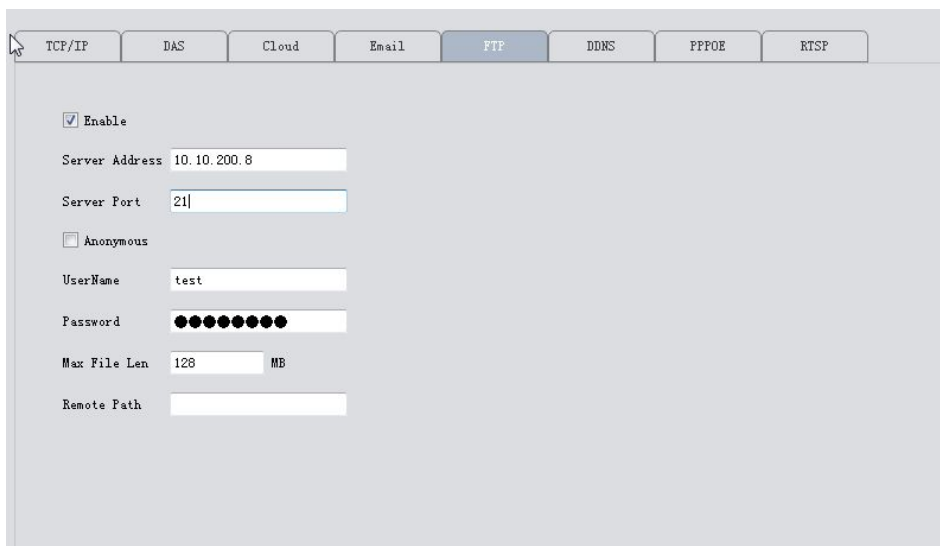 TCP/IP DAS Cloud Email FTP DDNS PPPOE RTSP
Enable
Server Address 10.10.200.8
Server Port 21
Anonymous
UserName test
Password ●●●●●●●●
Max File Len 128 MB
Remote Path